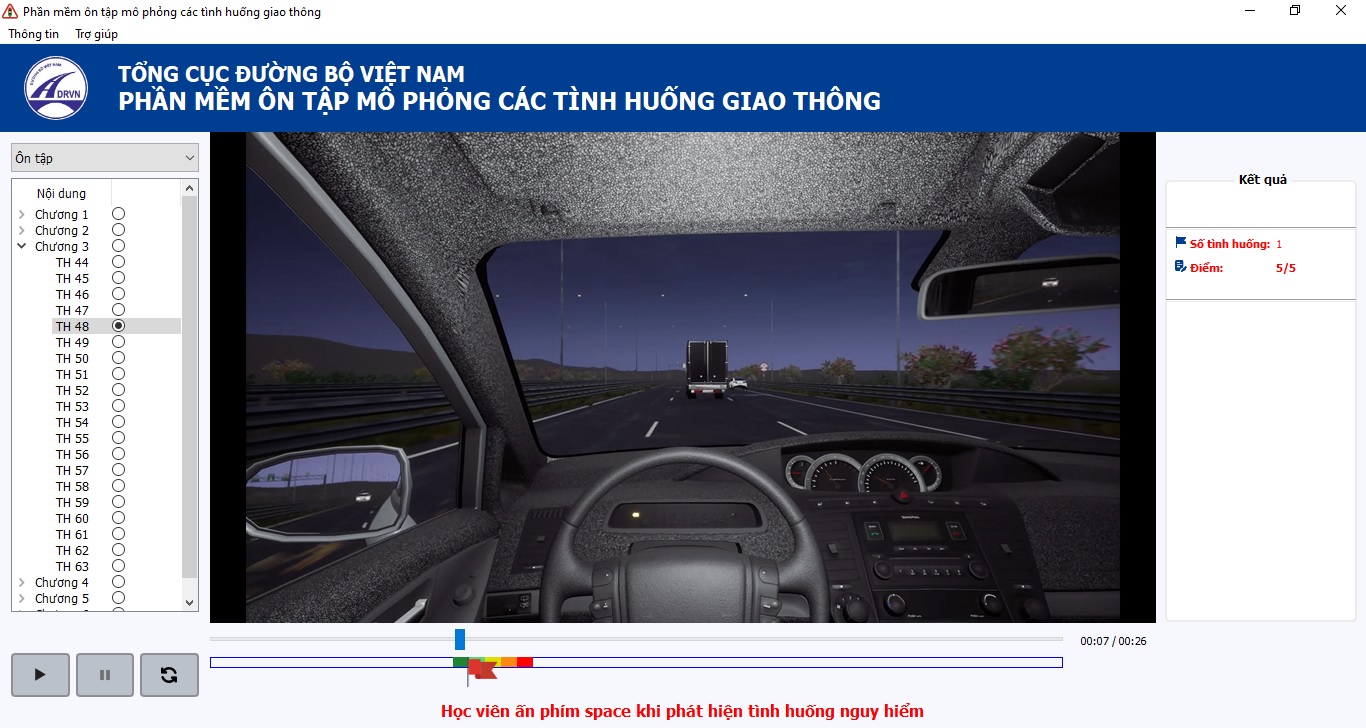 Phần mềm ôn tập mô phỏng các tình huống giao thông
Thông tin Trợ giúp
ĐƯỜNG BỘ VIỆT NAM
DRVN
TỔNG CỤC ĐƯỜNG BỘ VIỆT NAM
PHẦN MỀM ÔN TẬP MÔ PHỎNG CÁC TÌNH HUỐNG GIAO THÔNG
Ôn tập
Nội dung
Chương 1
Chương 2
Chương 3
TH 44
TH 45
TH 46
TH 47
TH 48
TH 49
TH 50
TH 51
TH 52
TH 53
TH 54
TH 55
TH 56
TH 57
TH 58
TH 59
TH 60
TH 61
TH 62
TH 63
Chương 4
Chương 5
Kết quả
Số tình huống: 1
Điểm: 5/5
00:07 / 00:26
Học viên ấn phím space khi phát hiện tình huống nguy hiểm